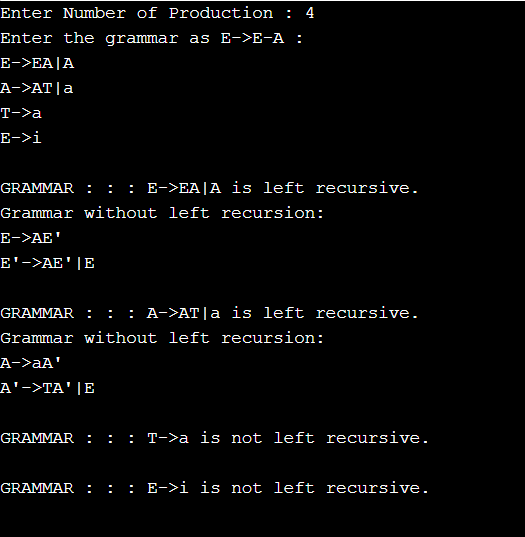 Enter Number of Production : 4
Enter the grammar as E->E-A :
E->EA|A
A->AT|a
T->a
E->i
GRAMMAR : : : E->EA|A is left recursive.
Grammar without left recursion:
E->AE'
E'->AE'|E
GRAMMAR : : : A->AT|a is left recursive.
Grammar without left recursion:
A->aA'
A'->TA'|E
GRAMMAR : : : T->a is not left recursive.
GRAMMAR : : : E->i is not left recursive.